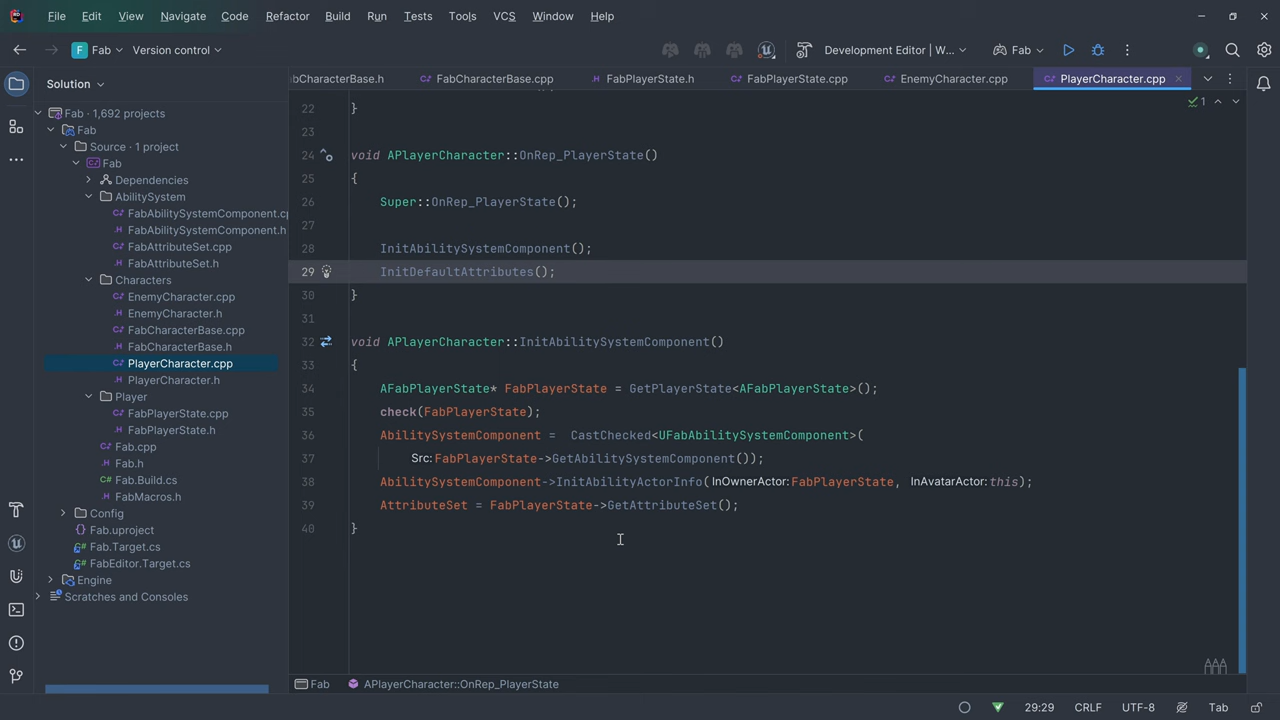 File Edit View Navigate Code Refactor Build Run Tests Tools VCS Window Help
F Fab Version control Development Editor | W... Fab
Solution
bCharacterBase.h FabCharacterBase.cpp FabPlayerState.h FabPlayerState.cpp EnemyCharacter.cpp PlayerCharacter.cpp
Fab · 1,692 projects
Fab
Source · 1 project
Fab
Dependencies
AbilitySystem
FabAbilitySystemComponent.cp
FabAbilitySystemComponent.h
FabAttributeSet.cpp
FabAttributeSet.h
Characters
EnemyCharacter.cpp
EnemyCharacter.h
FabCharacterBase.cpp
FabCharacterBase.h
PlayerCharacter.cpp
PlayerCharacter.h
Player
FabPlayerState.cpp
FabPlayerState.h
Fab.cpp
Fab.h
Fab.Build.cs
FabMacros.h
Config
Fab.uproject
Fab.Target.cs
FabEditor.Target.cs
Engine
Scratches and Consoles
1
22 }
23
24 void APlayerCharacter::OnRep_PlayerState()
25 {
26 Super::OnRep_PlayerState();
27
28 InitAbilitySystemComponent();
29 InitDefaultAttributes();
30 }
31
32 void APlayerCharacter::InitAbilitySystemComponent()
33 {
34 AFabPlayerState* FabPlayerState = GetPlayerState<AFabPlayerState>();
35 check(FabPlayerState);
36 AbilitySystemComponent = CastChecked<UFabAbilitySystemComponent>(
37 Src: FabPlayerState->GetAbilitySystemComponent());
38 AbilitySystemComponent->InitAbilityActorInfo( InOwnerActor: FabPlayerState, InAvatarActor: this);
39 AttributeSet = FabPlayerState->GetAttributeSet();
40 }
Fab APlayerCharacter::OnRep_PlayerState
29:29 CRLF UTF-8 Tab